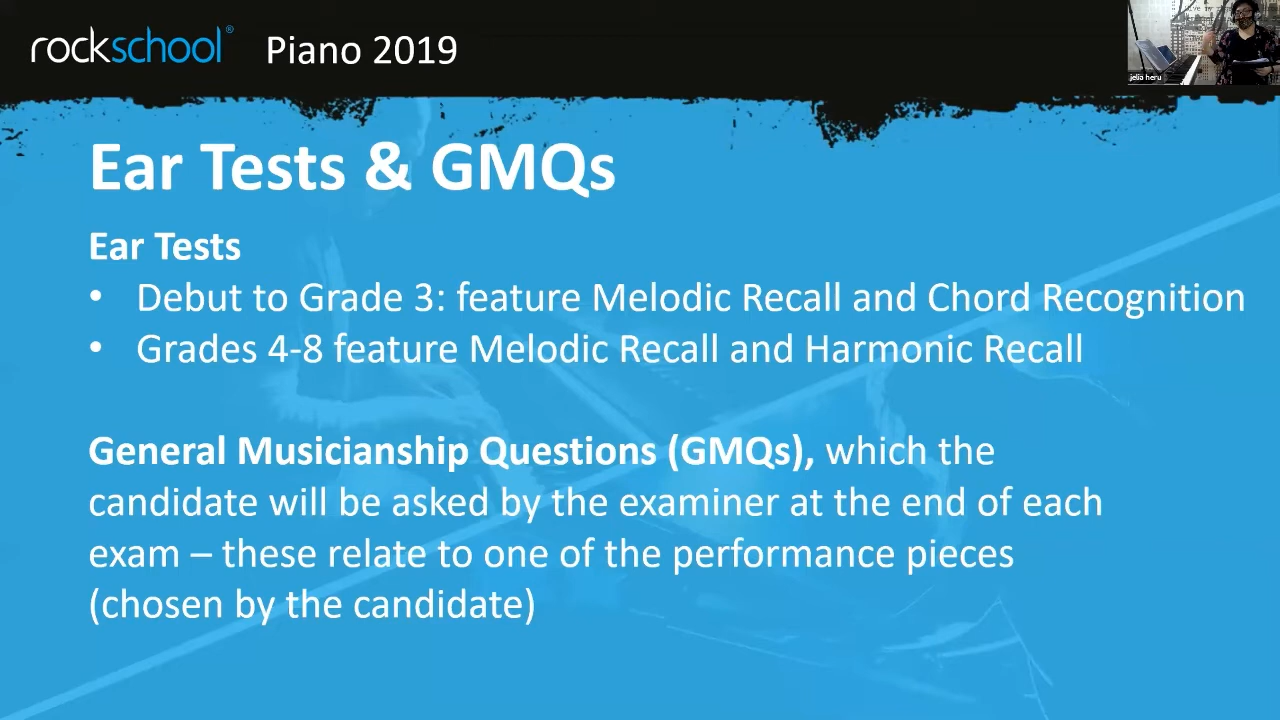 rockschool® Piano 2019
jelia heru
Ear Tests & GMQs
Ear Tests
• Debut to Grade 3: feature Melodic Recall and Chord Recognition
• Grades 4-8 feature Melodic Recall and Harmonic Recall
General Musicianship Questions (GMQs), which the
candidate will be asked by the examiner at the end of each
exam – these relate to one of the performance pieces
(chosen by the candidate)